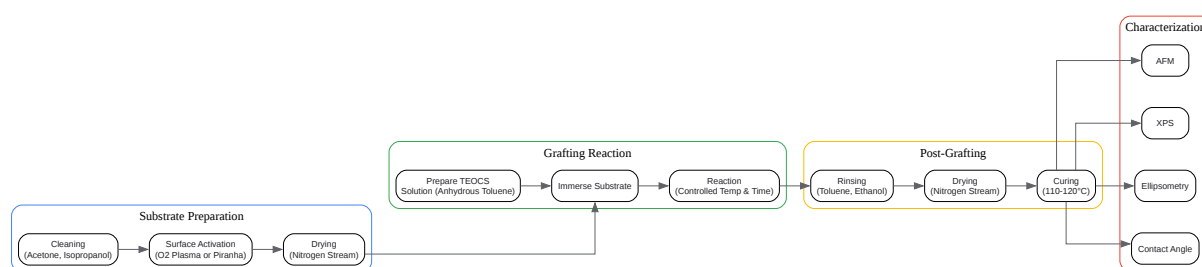 Substrate Preparation
Cleaning
(Acetone, Isopropanol)
Surface Activation
(O2 Plasma or Piranha)
Drying
(Nitrogen Stream)
Grafting Reaction
Prepare TEOCS
Solution (Anhydrous Toluene)
Immerse Substrate
Reaction
(Controlled Temp & Time)
Post-Grafting
Rinsing
(Toluene, Ethanol)
Drying
(Nitrogen Stream)
Curing
(110-120°C)
Characterization
AFM
XPS
Ellipsometry
Contact Angle